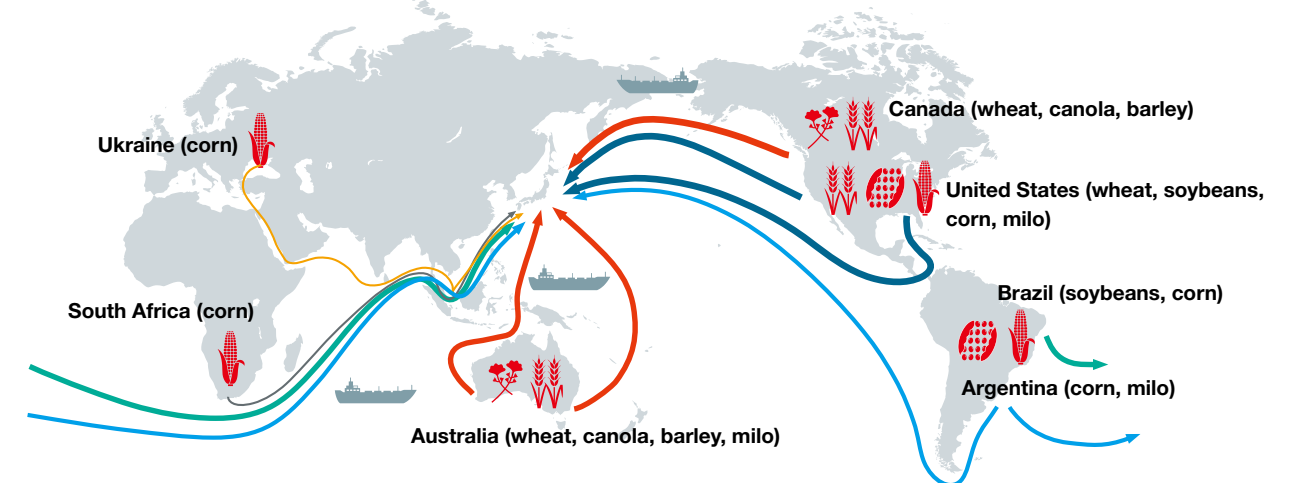 Canada (wheat, canola, barley)
Ukraine (corn)
United States (wheat, soybeans,
corn, milo)
Brazil (soybeans, corn)
South Africa (corn)
Argentina (corn, milo)
Australia (wheat, canola, barley, milo)